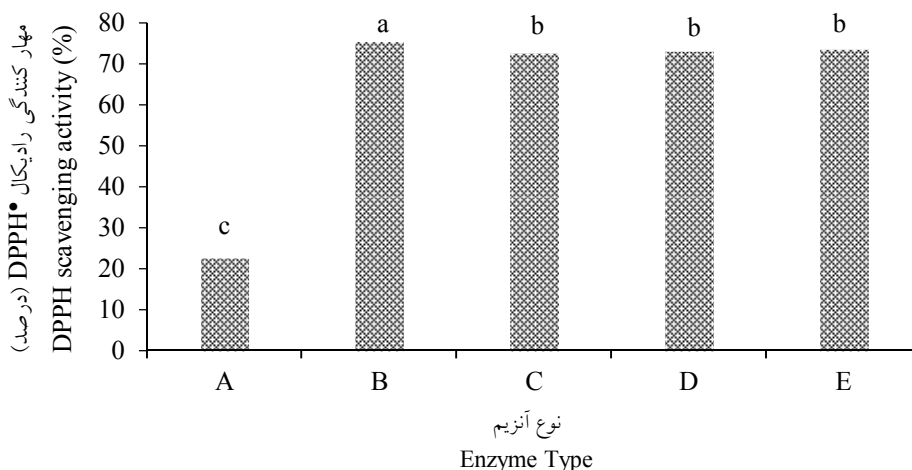 مهار کنندگی رادیکال DPPH• (درصد)
DPPH scavenging activity (%)
80
70
60
50
40
30
20
10
0
c
a
b
b
b
A
B
C
D
E
نوع آنزیم
Enzyme Type